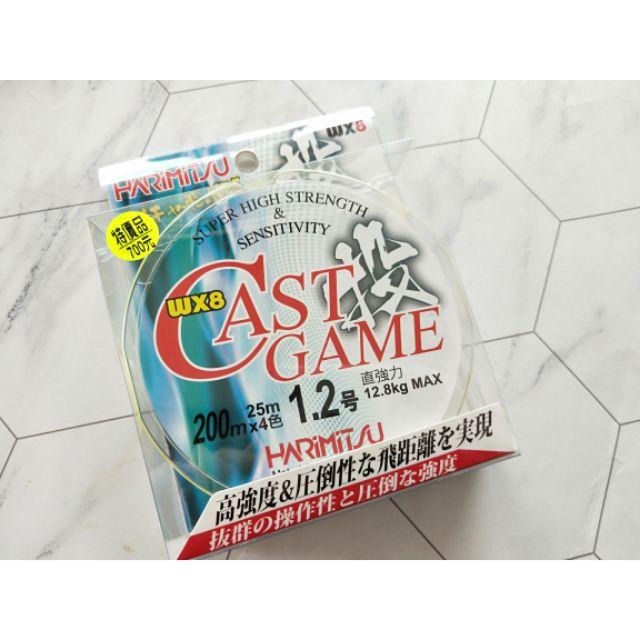 WX8
HARiMiTSU
特價品
700元
SUPER HIGH STRENGTH
&
SENSITIVITY
WX8
CAST
GAME
投
200m
25m
x4色
1.2号
直強力
12.8kg MAX
HARiMiTSU
高強度&圧倒性な飛距離を実現
抜群の操作性と圧倒な強度